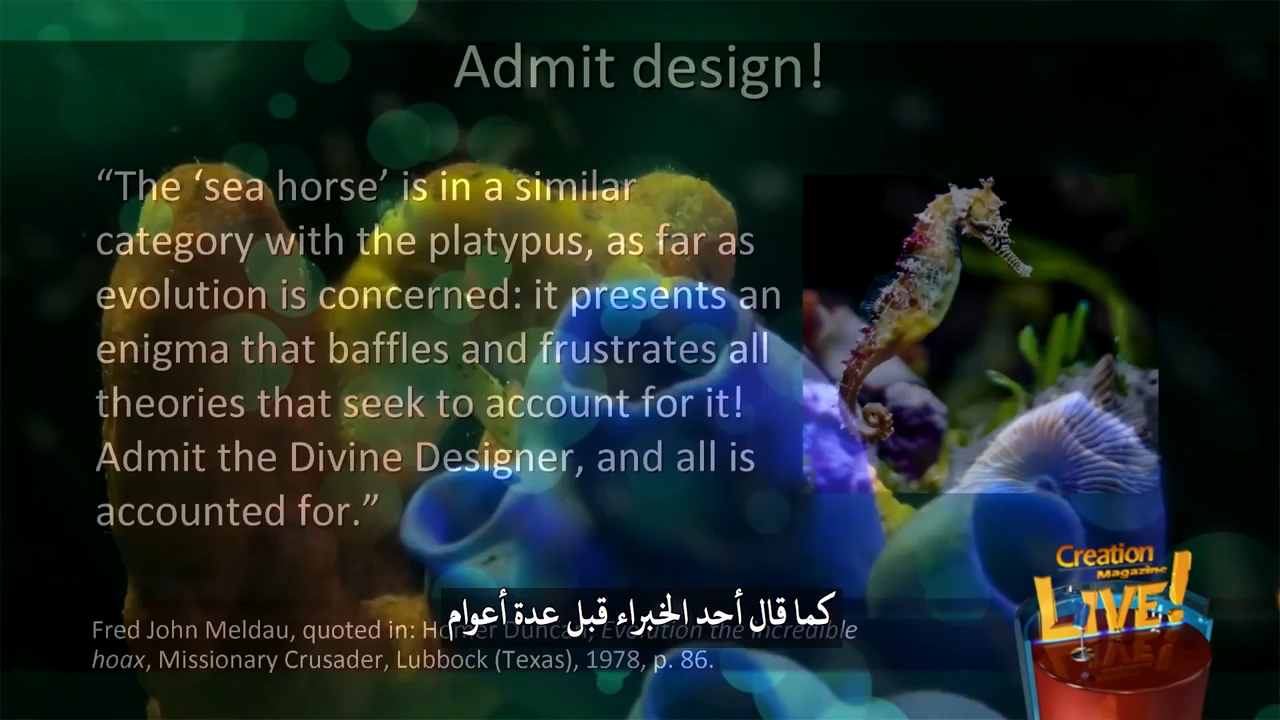 Admit design!
“The ‘sea horse’ is in a similar
category with the platypus, as far as
evolution is concerned: it presents an
enigma that baffles and frustrates all
theories that seek to account for it!
Admit the Divine Designer, and all is
accounted for.”
Creation
Magazine
LIVE!
كما قال أحد الخبراء قبل عدة أعوام
Fred John Meldau, quoted in: Homer Duncan, Evolution the incredible
hoax, Missionary Crusader, Lubbock (Texas), 1978, p. 86.